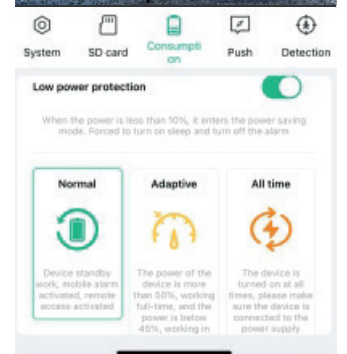 System SD card Consumpti Push Detection
on
Low power protection
When the power is less than 10%, it enters the power saving
mode. Forced to turn on sleep and turn off the alarm
Normal
Device standby
work, mobile alarm
activated, remote
access activated
Adaptive
The power of the
device is more
than 50%, working
full-time, and the
power is below
45%, working in
All time
The device is
turned on at all
times, please make
sure the device is
connected to the
power supply